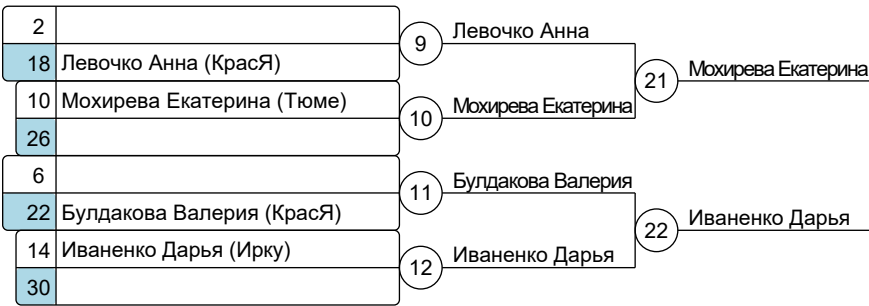 2
18 Левочко Анна (КрасЯ)
9 Левочко Анна
10 Мохирева Екатерина (Тюме)
26
10 Мохирева Екатерина
21 Мохирева Екатерина
6
22 Булдакова Валерия (КрасЯ)
11 Булдакова Валерия
14 Иваненко Дарья (Ирку)
30
12 Иваненко Дарья
22 Иваненко Дарья